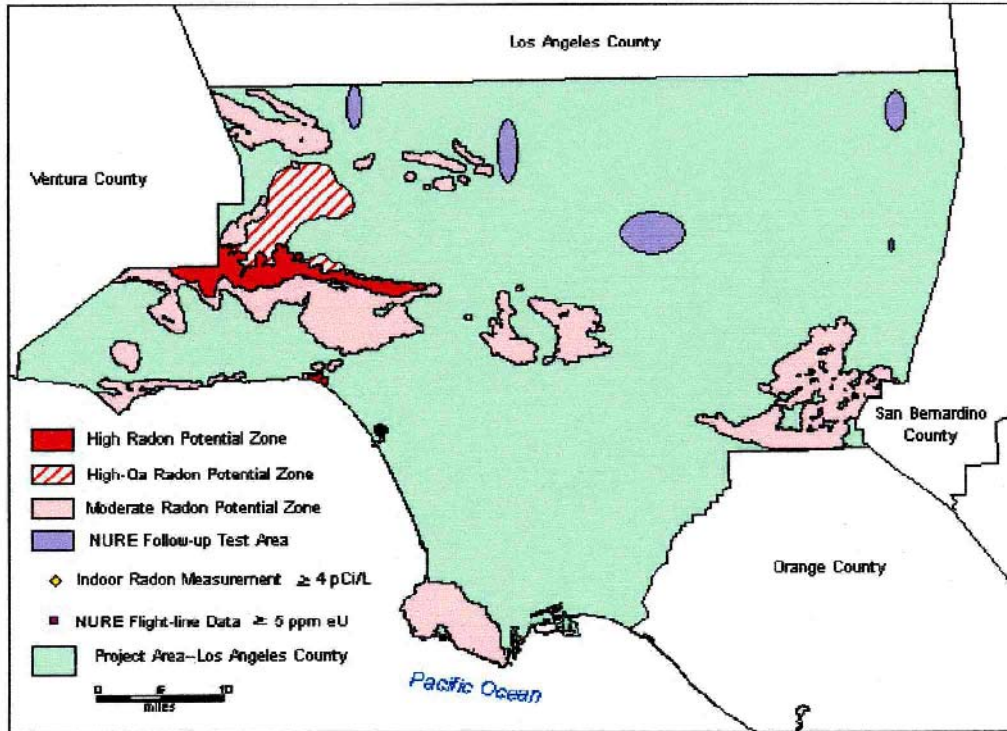 Los Angeles County
Ventura County
San Bernardino
County
Orange County
High Radon Potential Zone
High-Qa Radon Potential Zone
Moderate Radon Potential Zone
NURE Follow-up Test Area
Indoor Radon Measurement ≥ 4 pCi/L
NURE Flight-line Data ≥ 5 ppm eU
Project Area--Los Angeles County
0 5 10
miles
Pacific Ocean